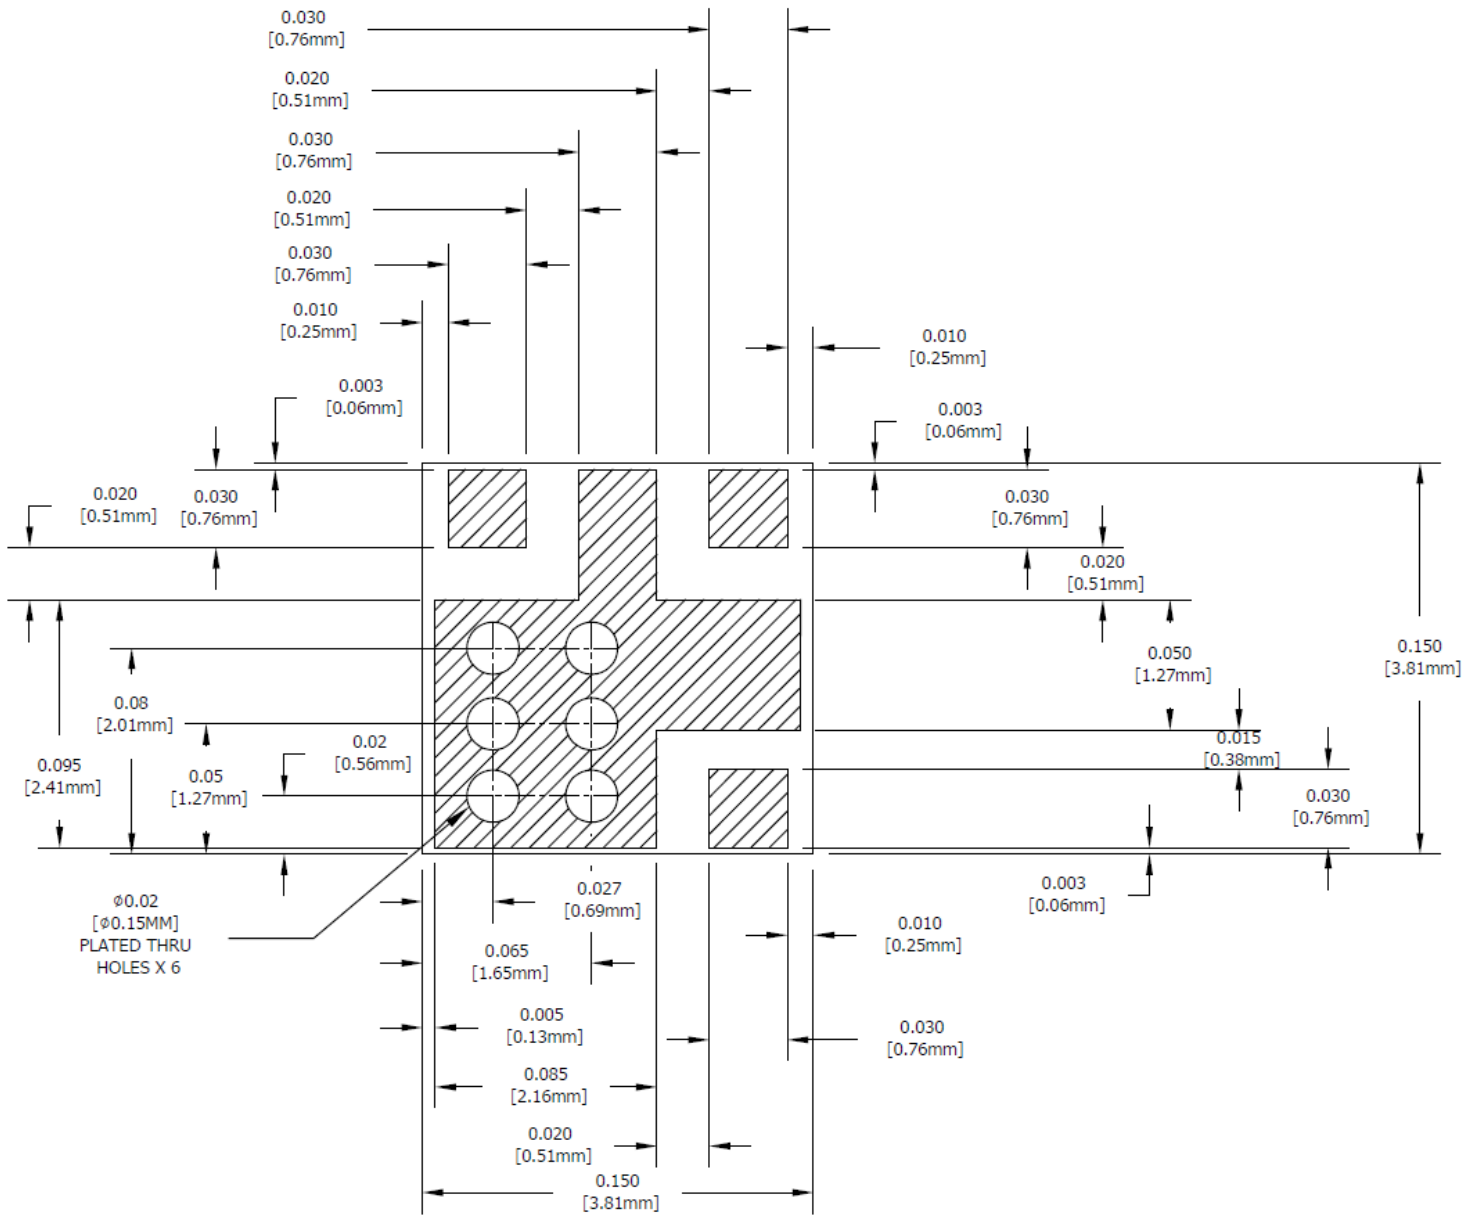 0.030
[0.76mm]
0.020
[0.51mm]
0.030
[0.76mm]
0.020
[0.51mm]
0.030
[0.76mm]
0.010
[0.25mm]
0.010
[0.25mm]
0.003
[0.06mm]
0.003
[0.06mm]
0.020
[0.51mm]
0.030
[0.76mm]
0.030
[0.76mm]
0.020
[0.51mm]
0.050
[1.27mm]
0.150
[3.81mm]
0.08
[2.01mm]
0.02
[0.56mm]
0.015
[0.38mm]
0.095
[2.41mm]
0.05
[1.27mm]
0.030
[0.76mm]
0.003
[0.06mm]
ø0.02
[ø0.15MM]
PLATED THRU
HOLES X 6
0.027
[0.69mm]
0.010
[0.25mm]
0.065
[1.65mm]
0.005
[0.13mm]
0.030
[0.76mm]
0.085
[2.16mm]
0.020
[0.51mm]
0.150
[3.81mm]